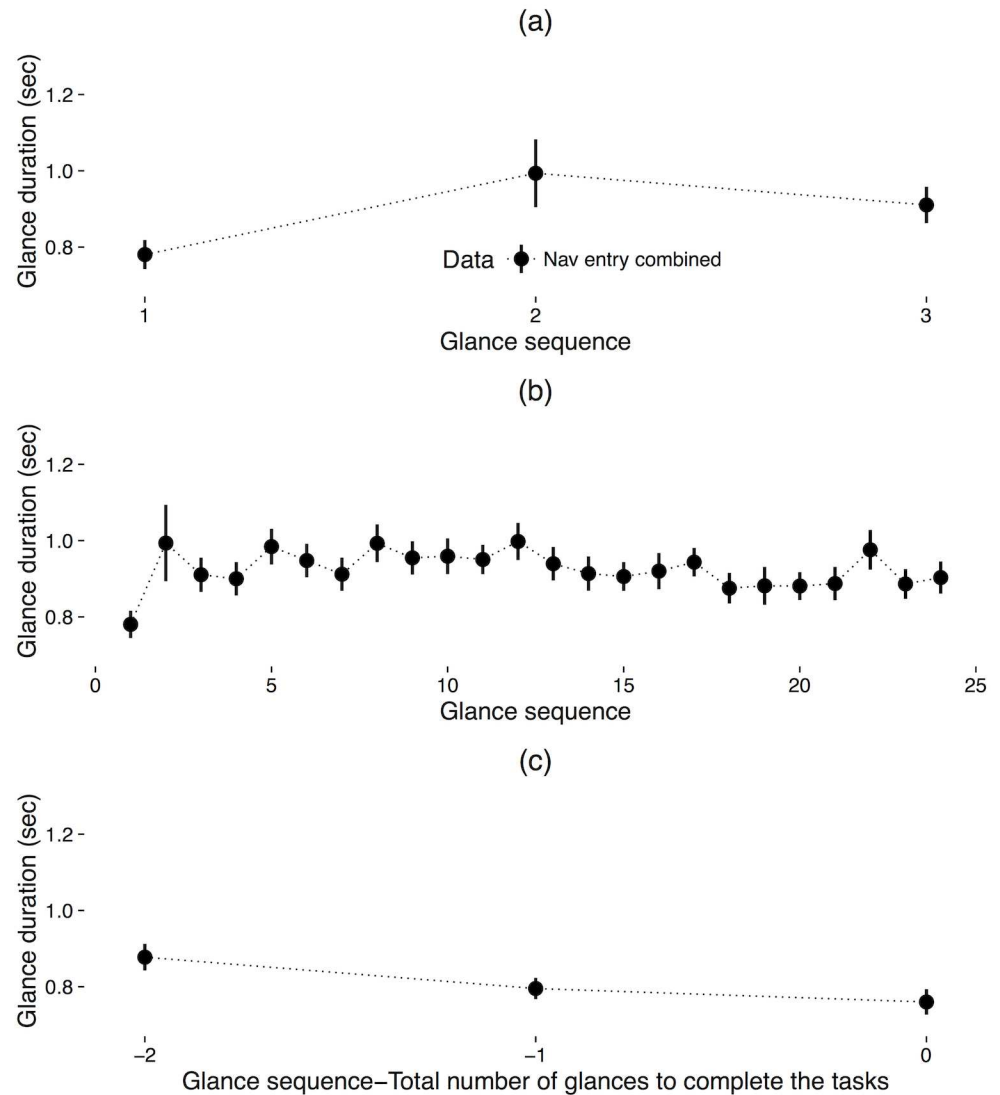 (a)
Glance duration (sec)
1.2
1.0
0.8
Data Nav entry combined
1 2 3
Glance sequence
(b)
Glance duration (sec)
1.2
1.0
0.8
0 5 10 15 20 25
Glance sequence
(c)
Glance duration (sec)
1.2
1.0
0.8
−2 −1 0
Glance sequence−Total number of glances to complete the tasks